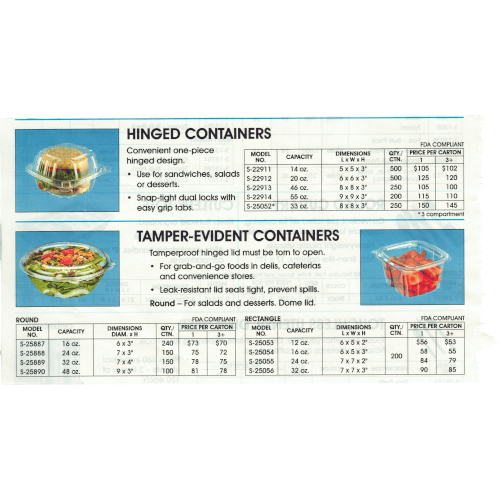 HINGED CONTAINERS
Convenient one-piece
hinged design.
• Use for sandwiches, salads
or desserts.
• Snap-tight dual locks with
easy grip tabs.
FDA COMPLIANT
MODEL NO. CAPACITY DIMENSIONS L x W x H QTY./CTN. PRICE PER CARTON 1 3+
S-22911 14 oz. 5 x 5 x 3" 500 $105 $102
S-22912 20 oz. 6 x 6 x 3" 500 125 120
S-22913 46 oz. 8 x 8 x 3" 250 105 100
S-22914 55 oz. 9 x 9 x 3" 200 115 110
S-25052* 33 oz. 8 x 8 x 3" 250 150 145
*3 compartment
TAMPER-EVIDENT CONTAINERS
Tamperproof hinged lid must be torn to open.
• For grab-and-go foods in delis, cafeterias
and convenience stores.
• Leak-resistant lid seals tight, prevent spills.
Round – For salads and desserts. Dome lid.
ROUND FDA COMPLIANT
MODEL NO. CAPACITY DIMENSIONS DIAM. x H QTY./CTN. PRICE PER CARTON 1 3+
S-25887 16 oz. 6 x 3" 240 $73 $70
S-25888 24 oz. 7 x 3" 150 75 72
S-25889 32 oz. 7 x 4" 150 78 75
S-25890 48 oz. 9 x 3" 100 81 78
RECTANGLE FDA COMPLIANT
MODEL NO. CAPACITY DIMENSIONS L x W x H QTY./CTN. PRICE PER CARTON 1 3+
S-25053 12 oz. 6 x 5 x 2" 200 $56 $53
S-25054 16 oz. 6 x 5 x 3" 58 55
S-25055 24 oz. 7 x 7 x 2" 84 79
S-25056 32 oz. 7 x 7 x 3" 90 85